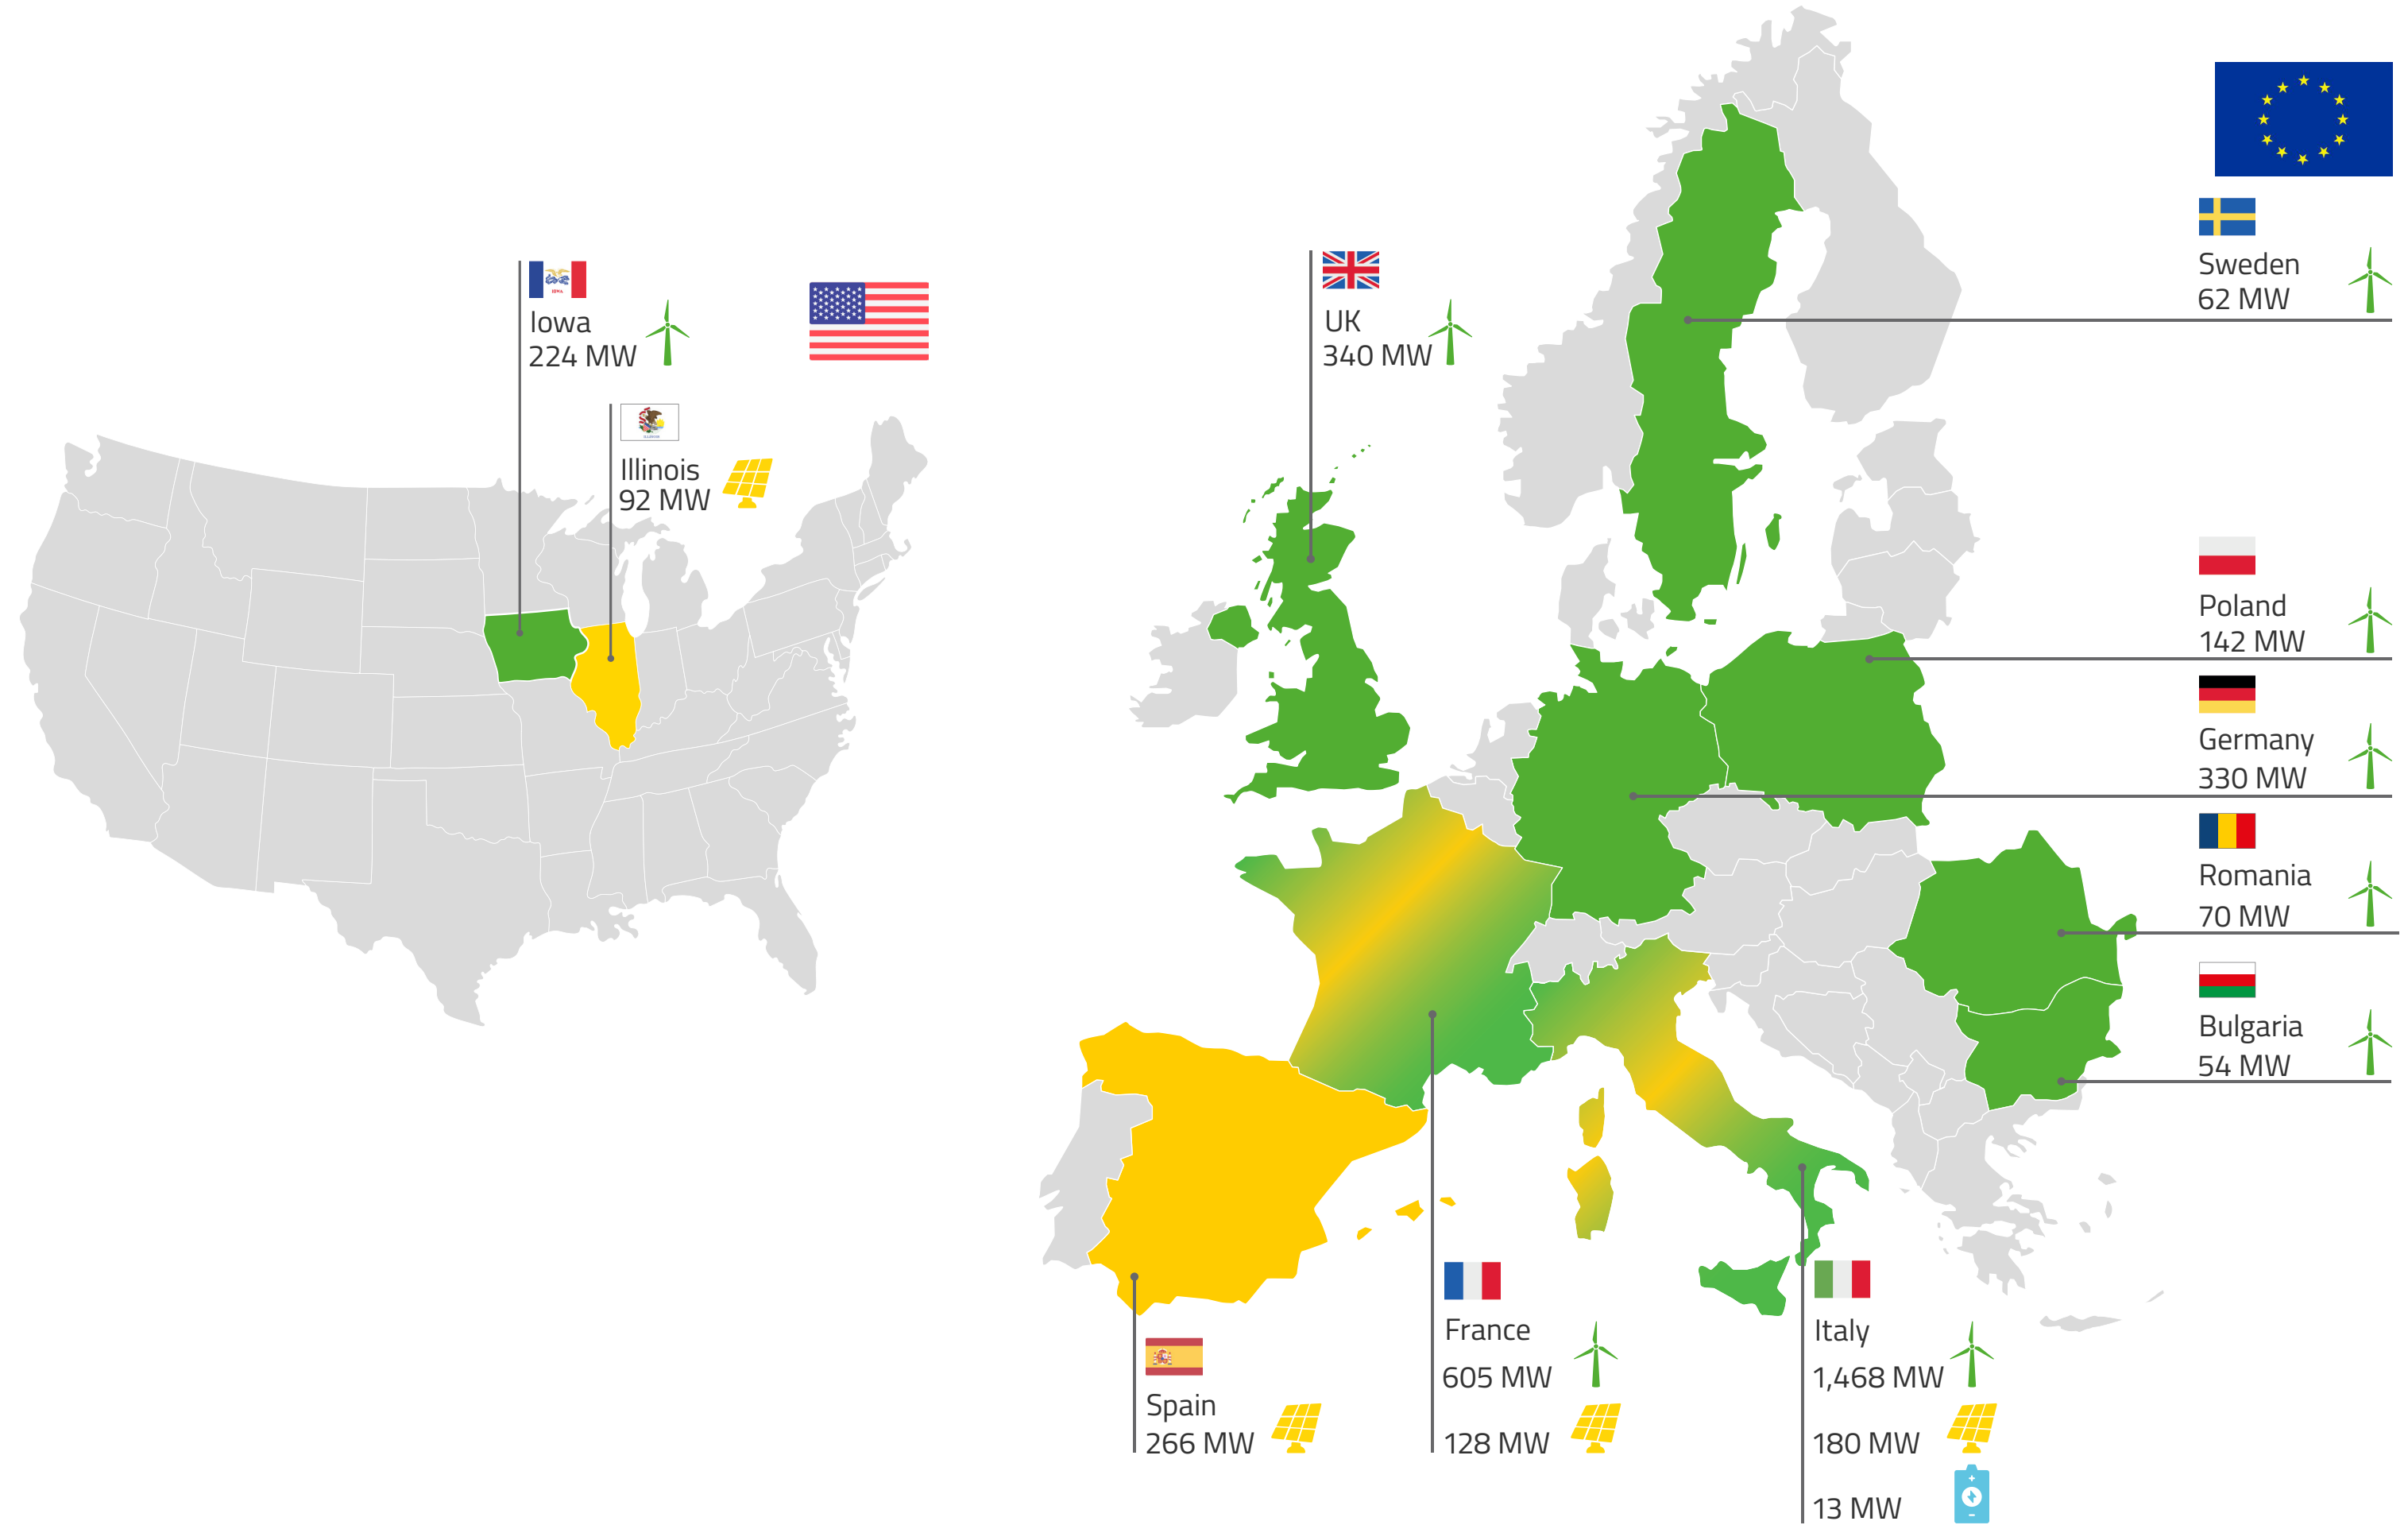 Iowa
224 MW
Illinois
92 MW
UK
340 MW
Sweden
62 MW
Poland
142 MW
Germany
330 MW
Romania
70 MW
Bulgaria
54 MW
Spain
266 MW
France
605 MW
128 MW
Italy
1,468 MW
180 MW
13 MW